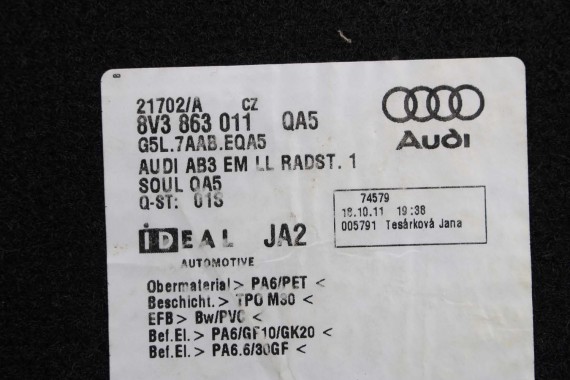 8
21702/A CZ
8V3 863 011 QA5
G5L.7AAB.EQA5
AUDI AB3 EM LL RADST. 1
SOUL QA5
Q-ST: 01S
Audi
74579
18.10.11 19:38
005791 Tesárková Jana
IDEAL JA2
AUTOMOTIVE
Obermaterial > PA6/PET <
Beschicht. > TPO M30 <
EFB > Bw/PVC <
Bef.El. > PA6/GF10/GK20 <
Bef.El. > PA6.6/30GF <